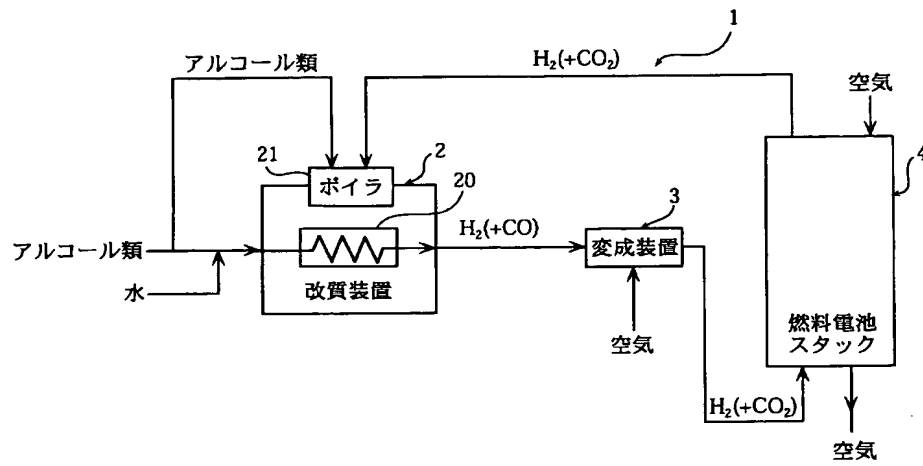 1
アルコール類
H₂(+CO₂)
空気
4
21
ボイラ
2
20
アルコール類
H₂(+CO)
3
変成装置
水
改質装置
空気
燃料電池
スタック
H₂(+CO₂)
空気